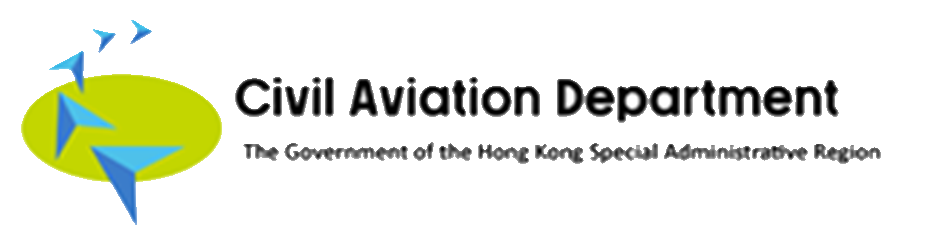 Civil Aviation Department
The Government of the Hong Kong Special Administrative Region